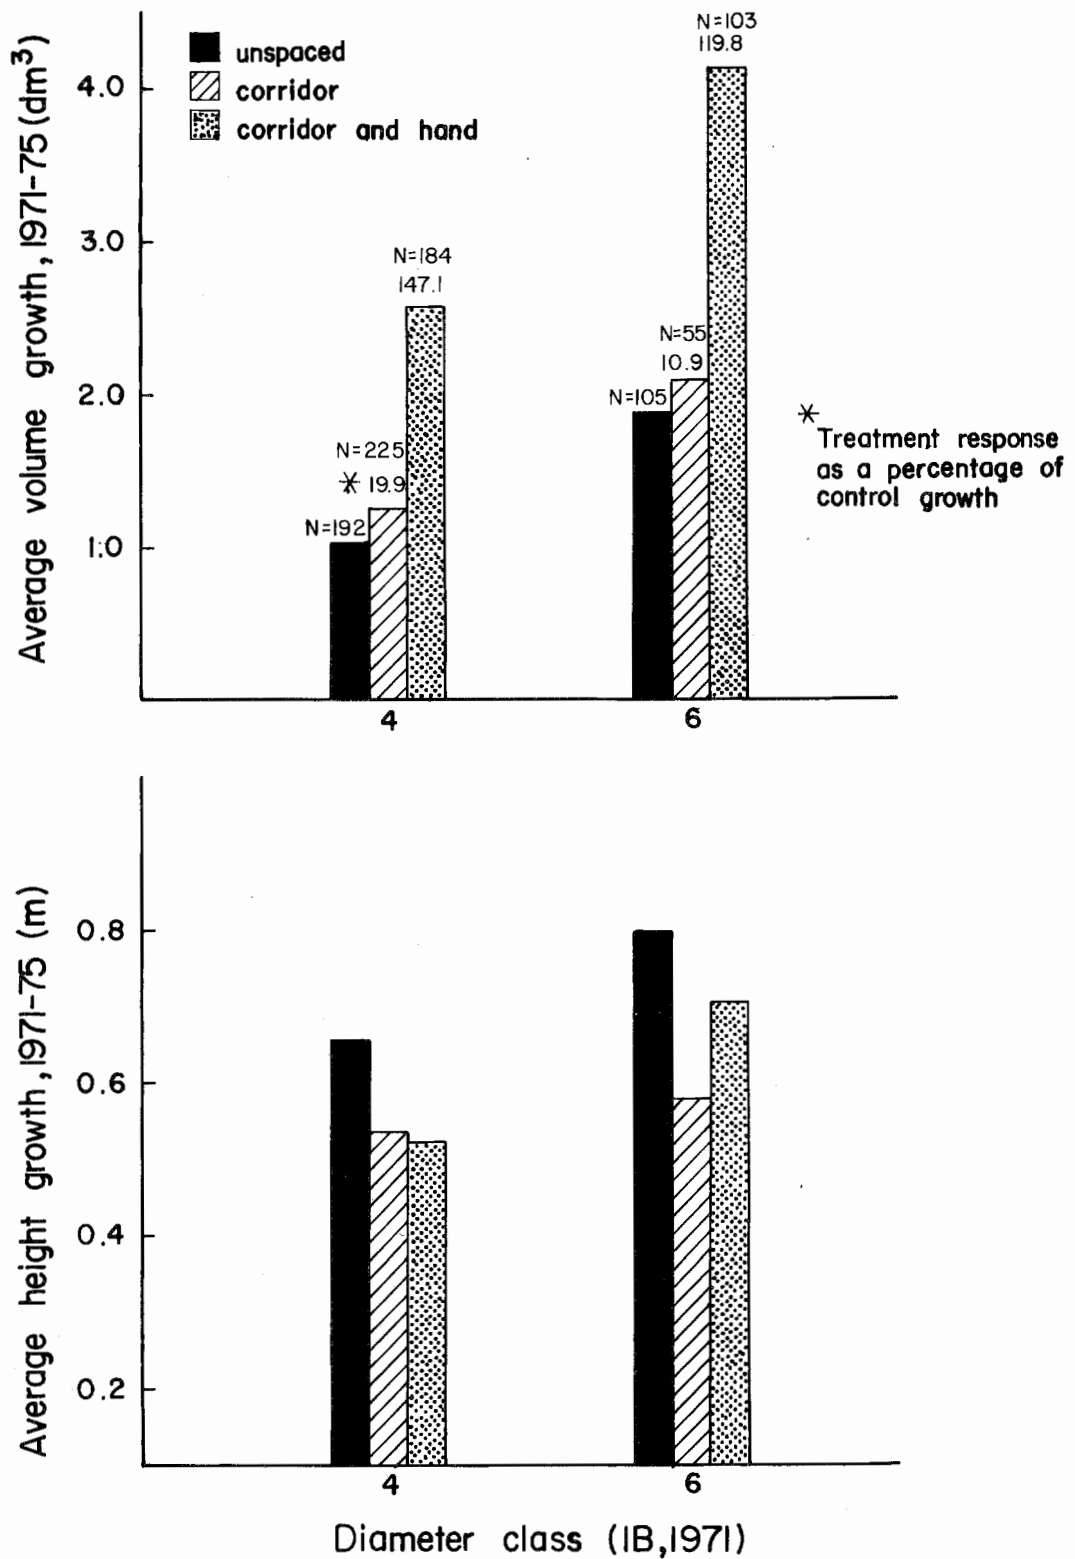 Average volume growth, 1971-75 (dm³)
4.0
3.0
2.0
1.0
unspaced
corridor
corridor and hand
N=192
N=225
* 19.9
N=184
147.1
N=105
N=55
10.9
N=103
119.8
*
Treatment response
as a percentage of
control growth
4
6
Average height growth, 1971-75 (m)
0.8
0.6
0.4
0.2
4
6
Diameter class (IB,1971)